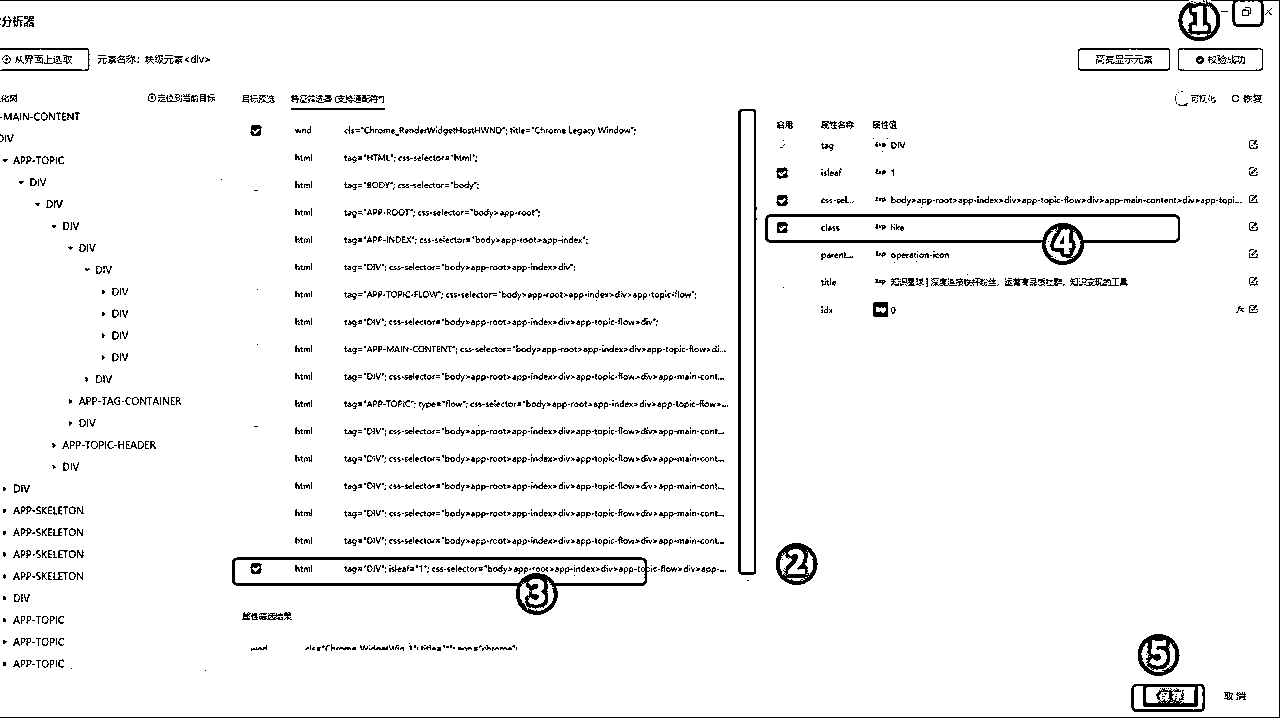 分析器
①
从界面上选取 元素名称：块级元素<div> 高亮显示元素 校验成功
化树 定位到当前目标 目标预选 特征筛选器(支持通配符*) 可视化 恢复
-MAIN-CONTENT
DIV
APP-TOPIC
DIV
DIV
DIV
DIV
DIV
DIV
DIV
DIV
DIV
DIV
APP-TAG-CONTAINER
DIV
APP-TOPIC-HEADER
DIV
DIV
APP-SKELETON
APP-SKELETON
APP-SKELETON
APP-SKELETON
DIV
APP-TOPIC
APP-TOPIC
APP-TOPIC
wnd cls="Chrome_RenderWidgetHostHWND"; title="Chrome Legacy Window";
html tag="HTML"; css-selector="html";
html tag="BODY"; css-selector="body";
html tag="APP-ROOT"; css-selector="body>app-root";
html tag="APP-INDEX"; css-selector="body>app-root>app-index";
html tag="DIV"; css-selector="body>app-root>app-index>div";
html tag="APP-TOPIC-FLOW"; css-selector="body>app-root>app-index>div>app-topic-flow";
html tag="DIV"; css-selector="body>app-root>app-index>div>app-topic-flow>div";
html tag="APP-MAIN-CONTENT"; css-selector="body>app-root>app-index>div>app-topic-flow>di...
html tag="DIV"; css-selector="body>app-root>app-index>div>app-topic-flow>div>app-main-cont...
html tag="APP-TOPIC"; type="flow"; css-selector="body>app-root>app-index>div>app-topic-flow>...
html tag="DIV"; css-selector="body>app-root>app-index>div>app-topic-flow>div>app-main-cont...
html tag="DIV"; css-selector="body>app-root>app-index>div>app-topic-flow>div>app-main-cont...
html tag="DIV"; css-selector="body>app-root>app-index>div>app-topic-flow>div>app-main-cont...
html tag="DIV"; css-selector="body>app-root>app-index>div>app-topic-flow>div>app-main-cont...
html tag="DIV"; css-selector="body>app-root>app-index>div>app-topic-flow>div>app-main-cont...
html tag="DIV"; isleaf="1"; css-selector="body>app-root>app-index>div>app-topic-flow>div>app-...
③
属性筛选结果
wnd cls="Chrome_WidgetWin_1"; title="*"; app="chrome";
启用 属性名称 属性值
tag DIV
isleaf 1
css-sel... body>app-root>app-index>div>app-topic-flow>div>app-main-content>div>app-topi...
class like
④
parent... operation-icon
title 知识星球 | 深度连接铁杆粉丝，运营高品质社群，知识变现的工具
idx 0 fx
②
⑤
取消